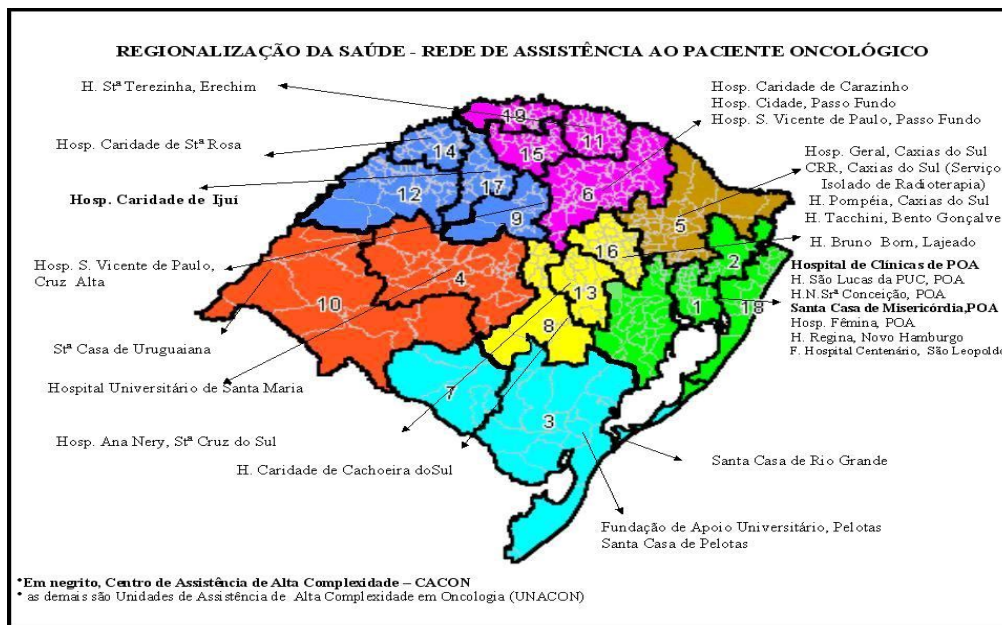 REGIONALIZAÇÃO DA SAÚDE - REDE DE ASSISTÊNCIA AO PACIENTE ONCOLÓGICO
H. Stª Terezinha, Erechim
Hosp. Caridade de Stª Rosa
Hosp. Caridade de Ijuí
Hosp. S. Vicente de Paulo,
Cruz Alta
Stª Casa de Uruguaiana
Hospital Universitário de Santa Maria
Hosp. Ana Nery, Stª Cruz do Sul
H. Caridade de Cachoeira doSul
Hosp. Caridade de Carazinho
Hosp. Cidade, Passo Fundo
Hosp. S. Vicente de Paulo, Passo Fundo
Hosp. Geral, Caxias do Sul
CRR, Caxias do Sul (Serviço
Isolado de Radioterapia)
H. Pompéia, Caxias do Sul
H. Tacchini, Bento Gonçalve
H. Bruno Born, Lajeado
Hospital de Clínicas de POA
H. São Lucas da PUC, POA
H.N.Srª Conceição, POA
Santa Casa de Misericórdia,POA
Hosp. Fêmina, POA
H. Regina, Novo Hamburgo
F. Hospital Centenário, São Leopoldo
Santa Casa de Rio Grande
Fundação de Apoio Universitário, Pelotas
Santa Casa de Pelotas
19
11
14
15
17
12
6
9
5
16
2
4
10
13
1
18
8
7
3
*Em negrito, Centro de Assistência de Alta Complexidade – CACON
* as demais são Unidades de Assistência de Alta Complexidade em Oncologia (UNACON)